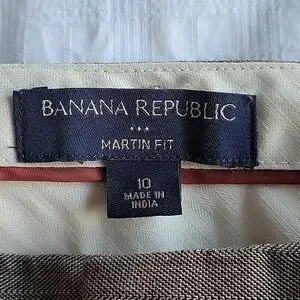 BANANA REPUBLIC
MARTIN FIT
10
MADE IN
INDIA